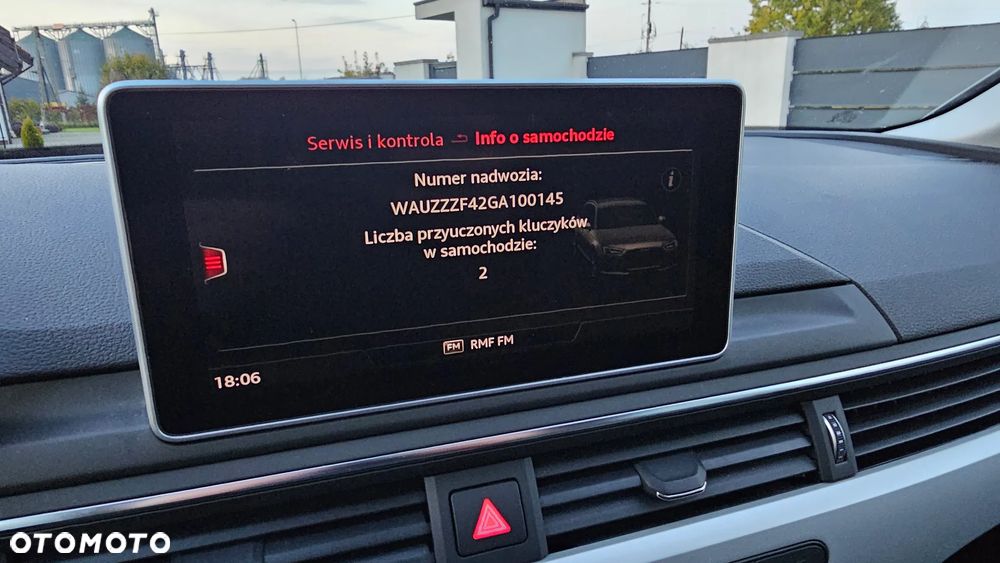 Serwis i kontrola Info o samochodzie
Numer nadwozia:
WAUZZZF42GA100145
Liczba przyuczonych kluczyków
w samochodzie:
2
FM RMF FM
18:06
OTOMOTO